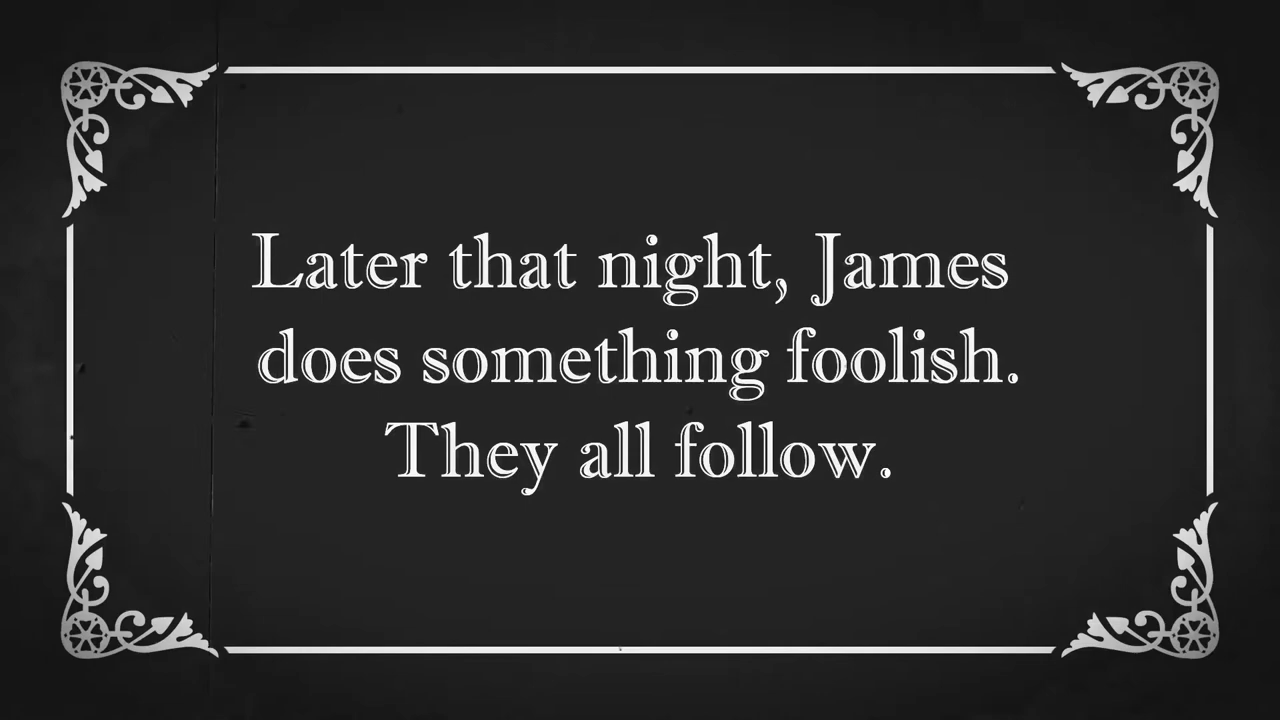 Later that night, James
does something foolish.
They all follow.